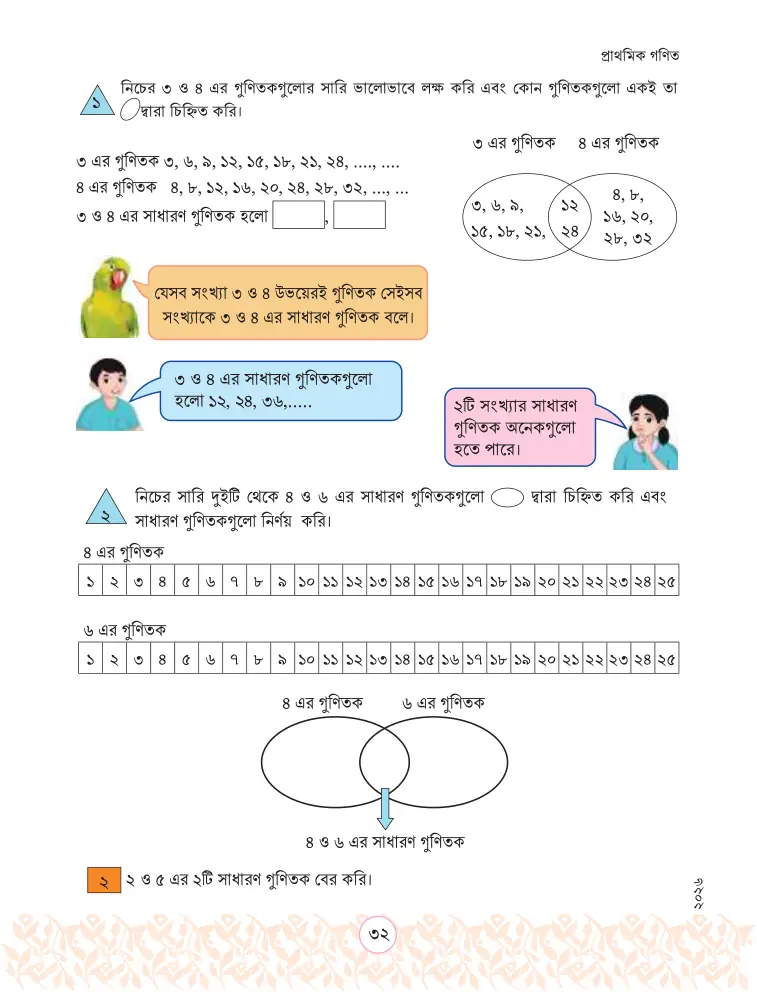 প্রাথমিক গণিত
১
নিচের ৩ ও ৪ এর গুণিতকগুলোর সারি ভালোভাবে লক্ষ করি এবং কোন গুণিতকগুলো একই তা
দ্বারা চিহ্নিত করি।
৩ এর গুণিতক ৪ এর গুণিতক
৩ এর গুণিতক ৩, ৬, ৯, ১২, ১৫, ১৮, ২১, ২৪, ...., ....
৪ এর গুণিতক ৪, ৮, ১২, ১৬, ২০, ২৪, ২৮, ৩২, ..., ...
৩ ও ৪ এর সাধারণ গুণিতক হলো ,
৩, ৬, ৯,
১৫, ১৮, ২১,
১২
২৪
৪, ৮,
১৬, ২০,
২৮, ৩২
যেসব সংখ্যা ৩ ও ৪ উভয়েরই গুণিতক সেইসব
সংখ্যাকে ৩ ও ৪ এর সাধারণ গুণিতক বলে।
৩ ও ৪ এর সাধারণ গুণিতকগুলো
হলো ১২, ২৪, ৩৬,.....
২টি সংখ্যার সাধারণ
গুণিতক অনেকগুলো
হতে পারে।
২
নিচের সারি দুইটি থেকে ৪ ও ৬ এর সাধারণ গুণিতকগুলো দ্বারা চিহ্নিত করি এবং
সাধারণ গুণিতকগুলো নির্ণয় করি।
৪ এর গুণিতক
১ ২ ৩ ৪ ৫ ৬ ৭ ৮ ৯ ১০ ১১ ১২ ১৩ ১৪ ১৫ ১৬ ১৭ ১৮ ১৯ ২০ ২১ ২২ ২৩ ২৪ ২৫
৬ এর গুণিতক
১ ২ ৩ ৪ ৫ ৬ ৭ ৮ ৯ ১০ ১১ ১২ ১৩ ১৪ ১৫ ১৬ ১৭ ১৮ ১৯ ২০ ২১ ২২ ২৩ ২৪ ২৫
৪ এর গুণিতক ৬ এর গুণিতক
৪ ও ৬ এর সাধারণ গুণিতক
২ ২ ও ৫ এর ২টি সাধারণ গুণিতক বের করি।
২০২৬
৩২